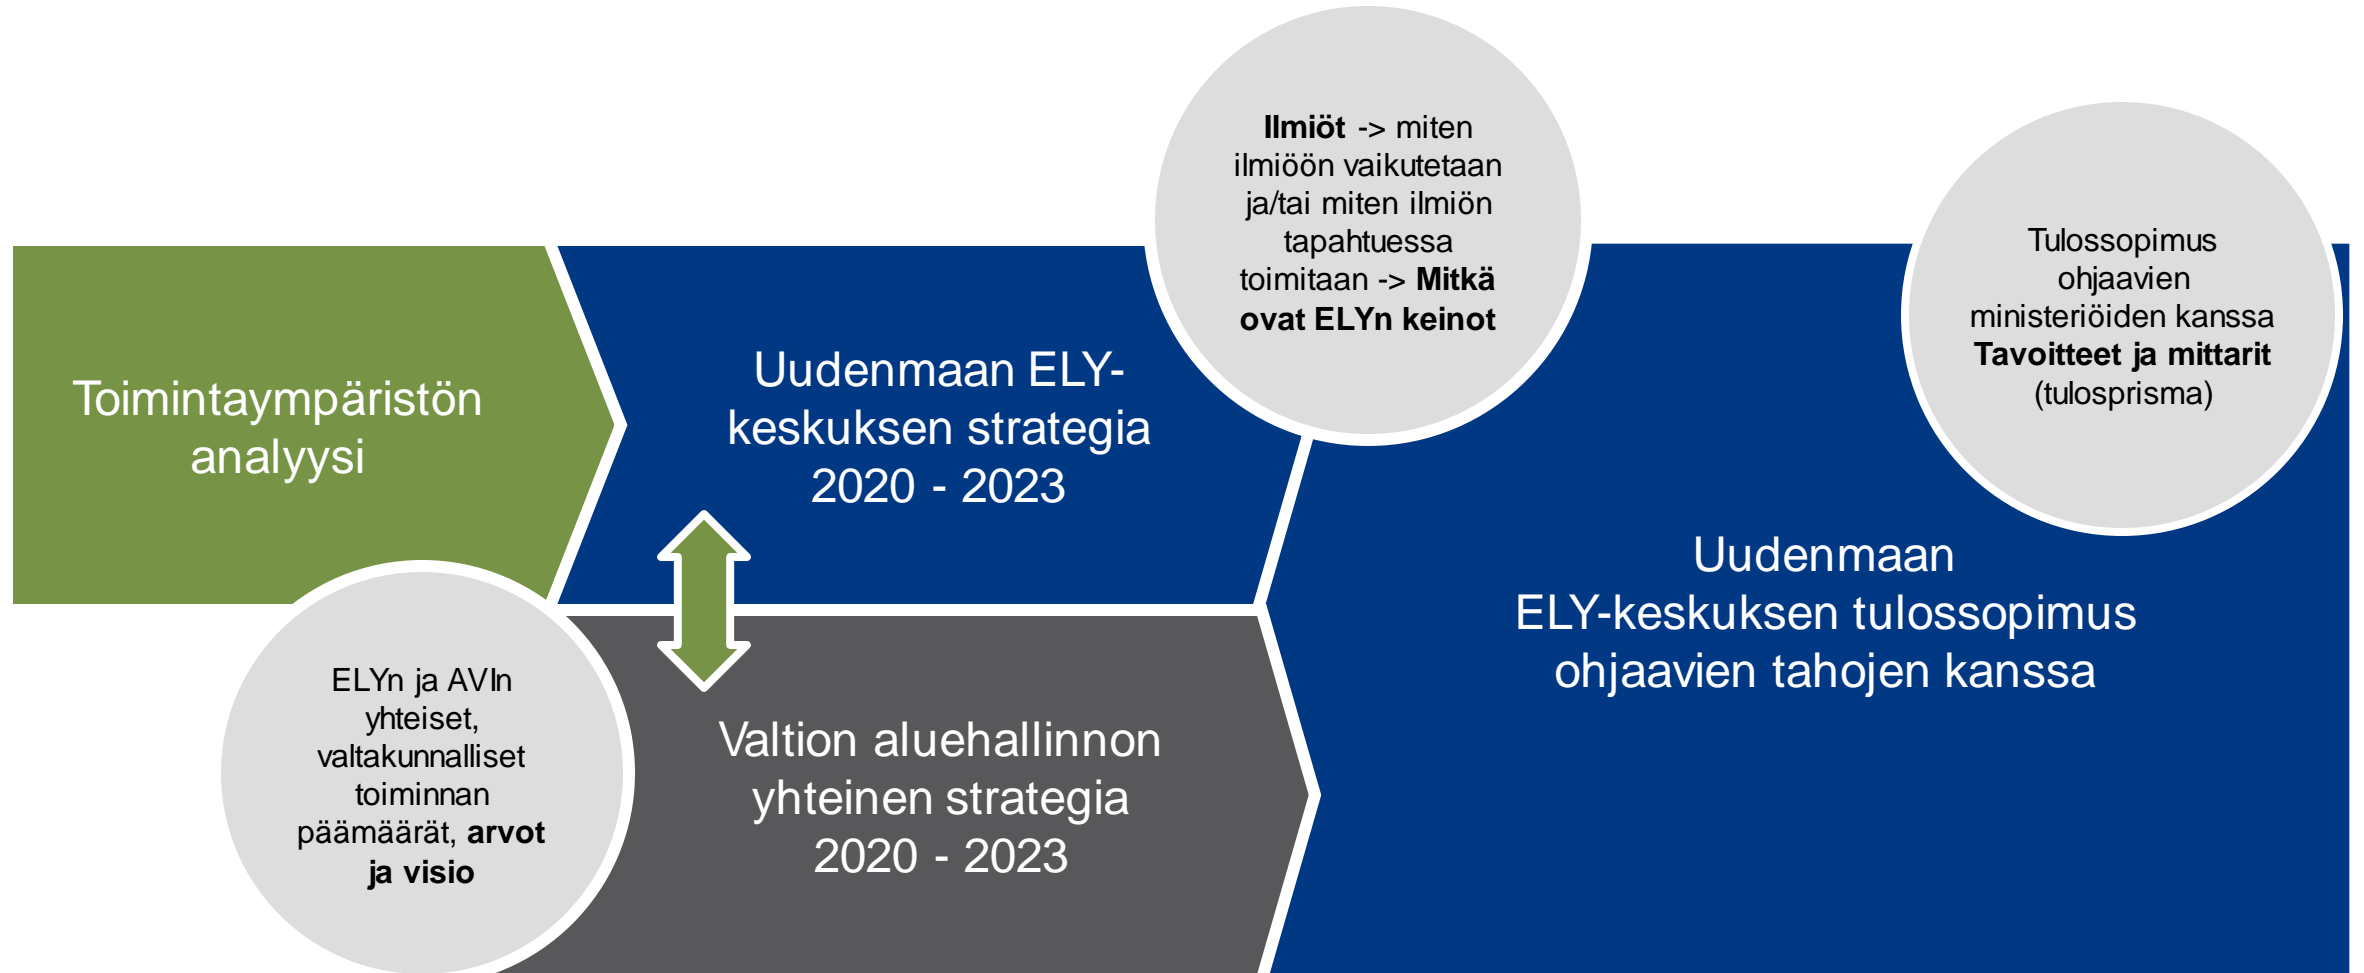 Toimintaympäristön
analyysi
Uudenmaan ELY-
keskuksen strategia
2020 - 2023
Ilmiöt -> miten
ilmiöön vaikutetaan
ja/tai miten ilmiön
tapahtuessa
toimitaan -> Mitkä
ovat ELYn keinot
Tulossopimus
ohjaavien
ministeriöiden kanssa
Tavoitteet ja mittarit
(tulosprisma)
Uudenmaan
ELY-keskuksen tulossopimus
ohjaavien tahojen kanssa
ELYn ja AVIn
yhteiset,
valtakunnalliset
toiminnan
päämäärät, arvot
ja visio
Valtion aluehallinnon
yhteinen strategia
2020 - 2023